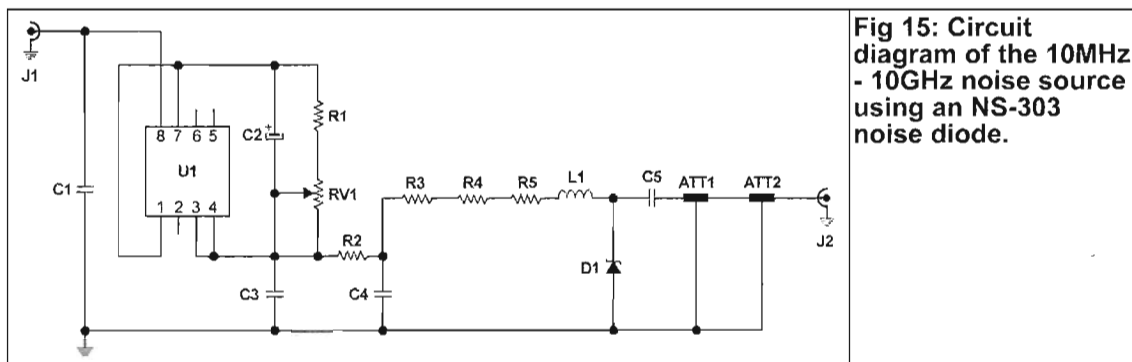 Fig 15: Circuit
diagram of the 10MHz
- 10GHz noise source
using an NS-303
noise diode.
J1
C1
8 7 6 5
U1
1 2 3 4
C2
+
R1
RV1
R2
C3
C4
R3
R4
R5
L1
C5
D1
ATT1
ATT2
J2